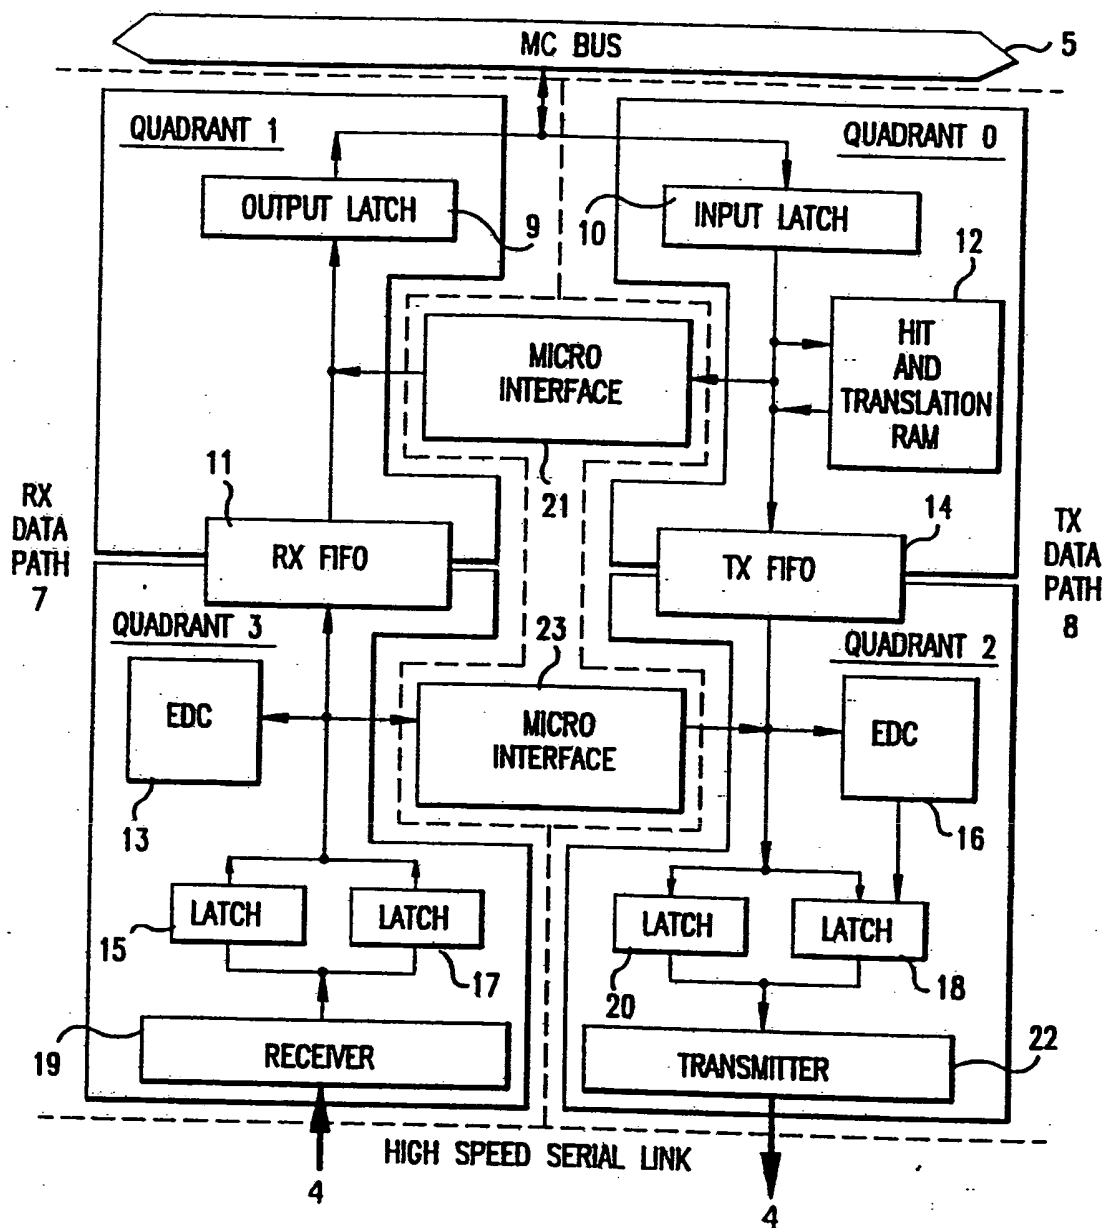 MC BUS
5
QUADRANT 1
QUADRANT 0
OUTPUT LATCH
9
10
INPUT LATCH
12
HIT
AND
TRANSLATION
RAM
MICRO
INTERFACE
21
11
RX
DATA
PATH
7
RX FIFO
14
TX FIFO
TX
DATA
PATH
8
QUADRANT 3
23
QUADRANT 2
EDC
13
MICRO
INTERFACE
EDC
16
LATCH
15
LATCH
17
LATCH
20
LATCH
18
19
RECEIVER
TRANSMITTER
22
HIGH SPEED SERIAL LINK
4
4